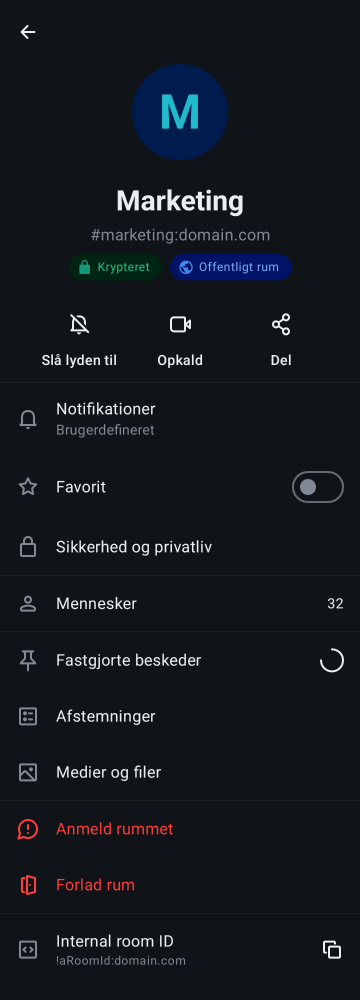 M
Marketing
#marketing:domain.com
Krypteret Offentligt rum
Slå lyden til Opkald Del
Notifikationer
Brugerdefineret
Favorit
Sikkerhed og privatliv
Mennesker 32
Fastgjorte beskeder
Afstemninger
Medier og filer
Anmeld rummet
Forlad rum
Internal room ID
!aRoomId:domain.com